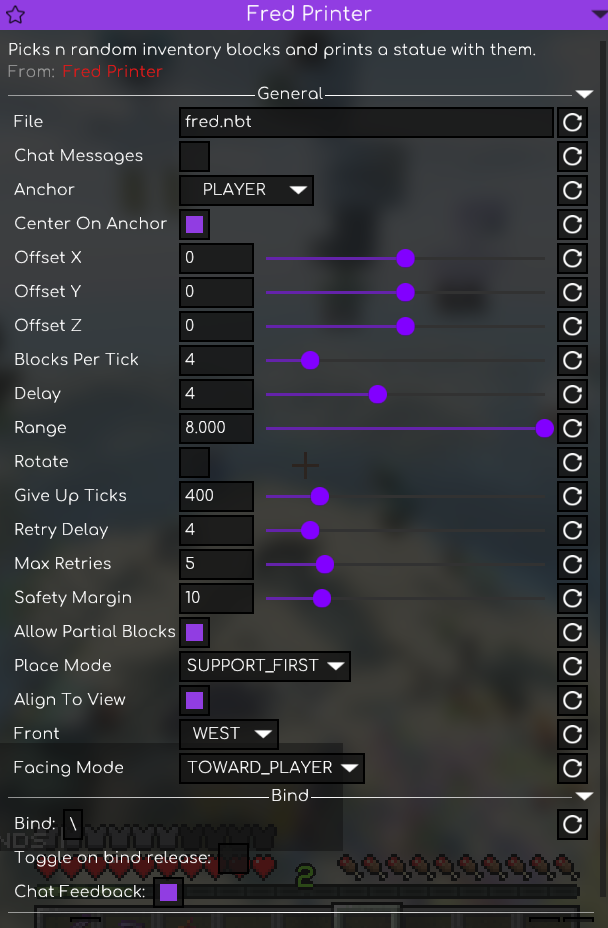 Fred Printer
Picks n random inventory blocks and prints a statue with them.
From: Fred Printer
General
File fred.nbt
Chat Messages
Anchor PLAYER
Center On Anchor
Offset X 0
Offset Y 0
Offset Z 0
Blocks Per Tick 4
Delay 4
Range 8.000
Rotate
Give Up Ticks 400
Retry Delay 4
Max Retries 5
Safety Margin 10
Allow Partial Blocks
Place Mode SUPPORT_FIRST
Align To View
Front WEST
Facing Mode TOWARD_PLAYER
Bind
Bind: \
Toggle on bind release:
2
Chat Feedback: